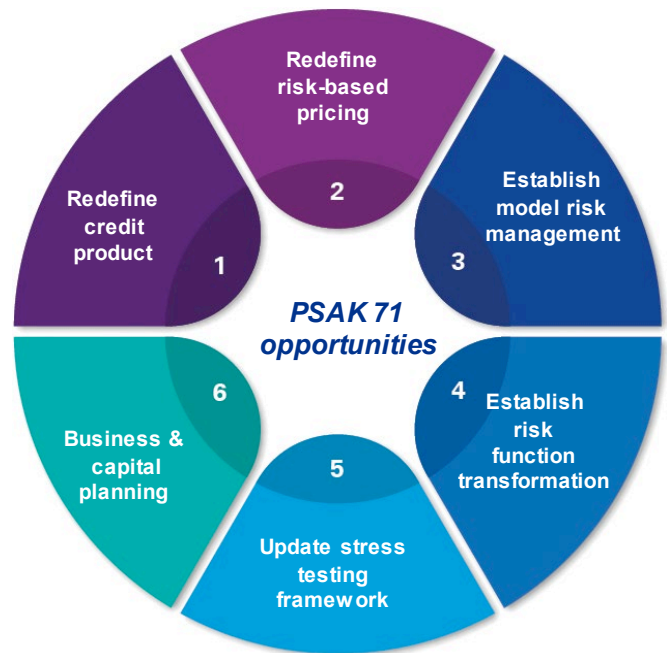 Redefine
credit
product
1
Redefine
risk-based
pricing
2
Establish
model risk
management
3
PSAK 71
opportunities
4
Establish
risk
function
transformation
5
Update stress
testing
framework
6
Business &
capital
planning